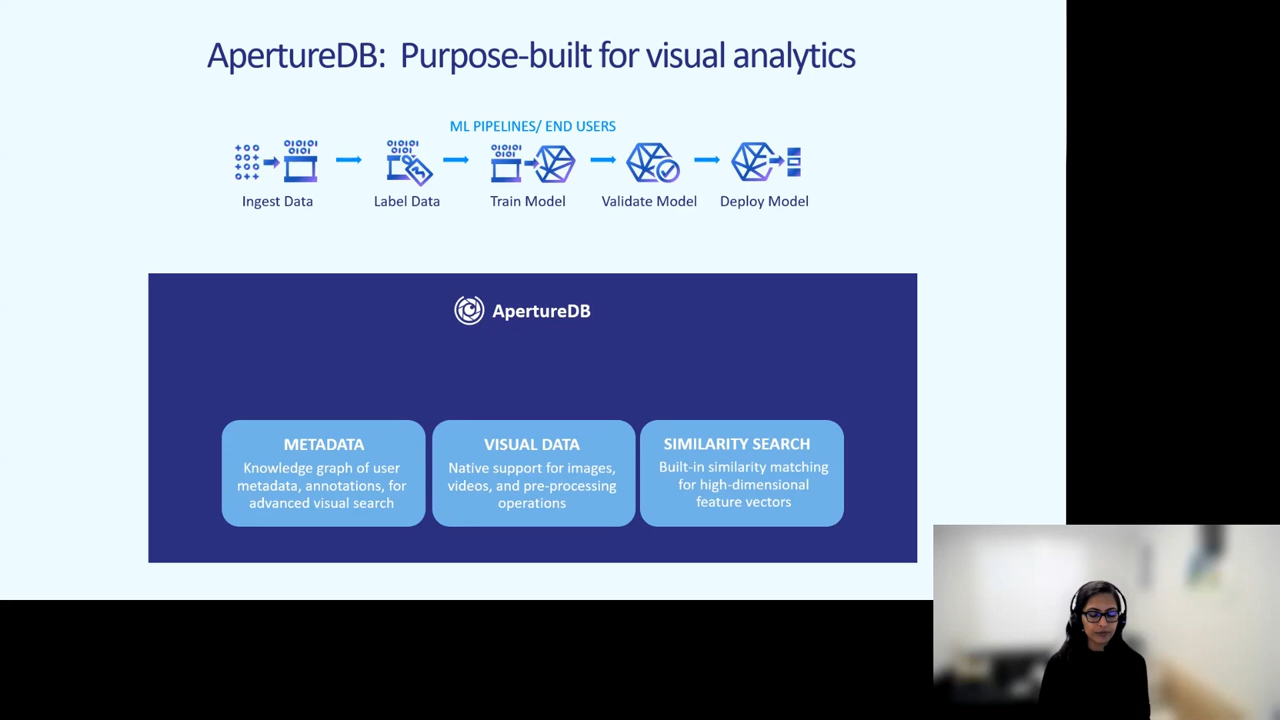 ApertureDB: Purpose-built for visual analytics
ML PIPELINES/ END USERS
Ingest Data
Label Data
Train Model
Validate Model
Deploy Model
ApertureDB
METADATA
Knowledge graph of user
metadata, annotations, for
advanced visual search
VISUAL DATA
Native support for images,
videos, and pre-processing
operations
SIMILARITY SEARCH
Built-in similarity matching
for high-dimensional
feature vectors